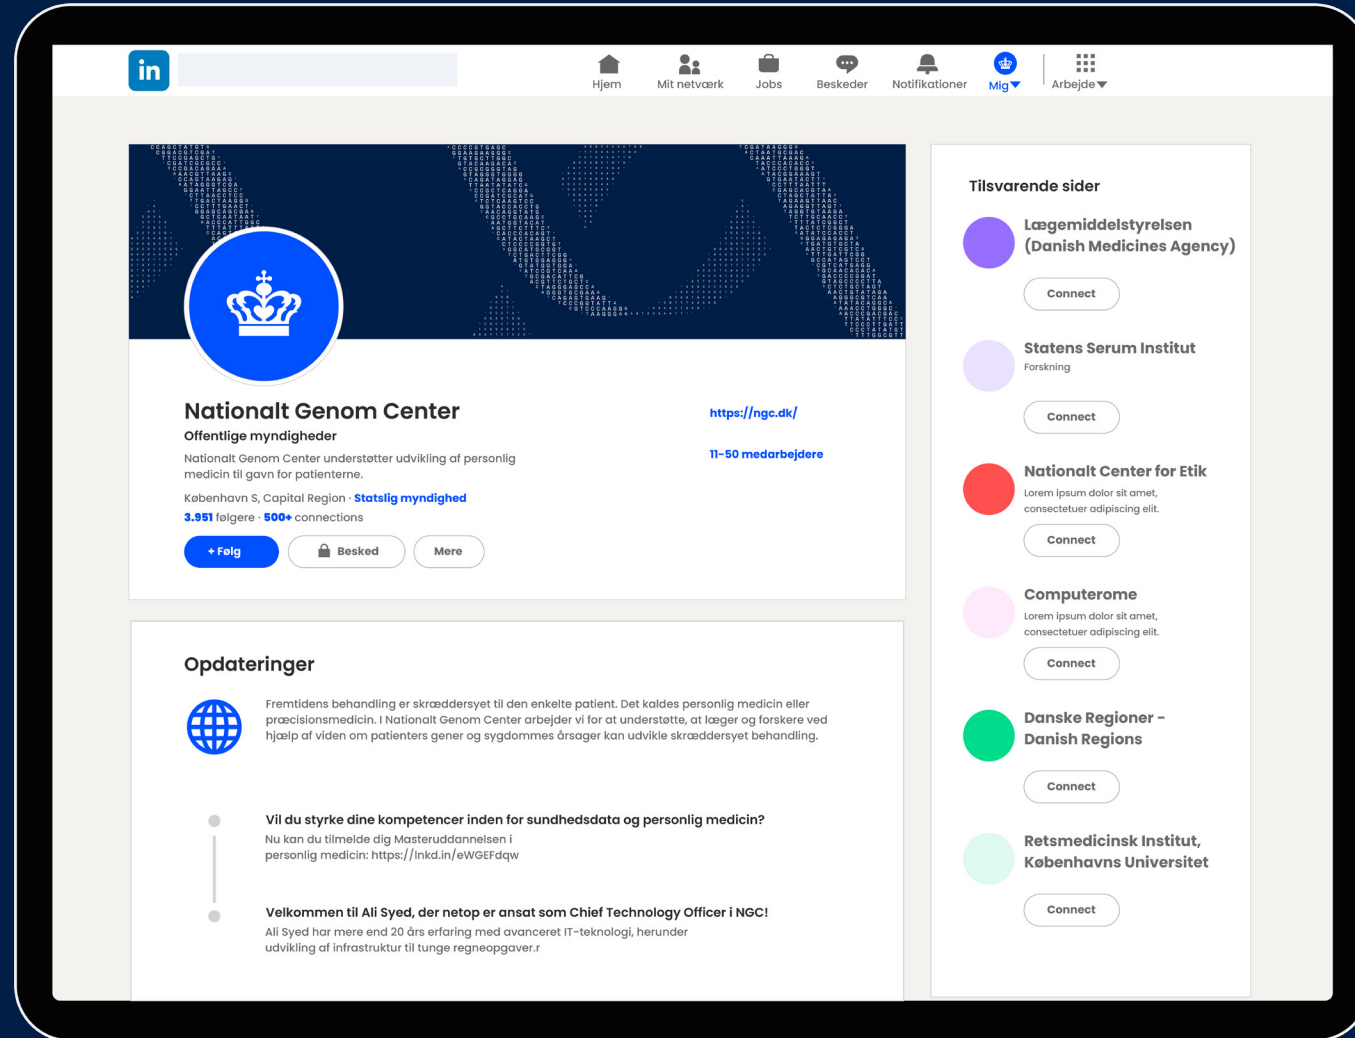 in
Hjem
Mit netværk
Jobs
Beskeder
Notifikationer
Mig
Arbejde
Nationalt Genom Center
Offentlige myndigheder
Nationalt Genom Center understøtter udvikling af personlig
medicin til gavn for patienterne.
København S, Capital Region · Statslig myndighed
3.951 følgere · 500+ connections
+ Følg
Besked
Mere
https://ngc.dk/
11-50 medarbejdere
Opdateringer
Fremtidens behandling er skræddersyet til den enkelte patient. Det kaldes personlig medicin eller
præcisionsmedicin. I Nationalt Genom Center arbejder vi for at understøtte, at læger og forskere ved
hjælp af viden om patienters gener og sygdommes årsager kan udvikle skræddersyet behandling.
Vil du styrke dine kompetencer inden for sundhedsdata og personlig medicin?
Nu kan du tilmelde dig Masteruddannelsen i
personlig medicin: https://lnkd.in/eWGEFdqw
Velkommen til Ali Syed, der netop er ansat som Chief Technology Officer i NGC!
Ali Syed har mere end 20 års erfaring med avanceret IT-teknologi, herunder
udvikling af infrastruktur til tunge regneopgaver.r
Tilsvarende sider
Lægemiddelstyrelsen
(Danish Medicines Agency)
Connect
Statens Serum Institut
Forskning
Connect
Nationalt Center for Etik
Lorem ipsum dolor sit amet,
consectetuer adipiscing elit.
Connect
Computerome
Lorem ipsum dolor sit amet,
consectetuer adipiscing elit.
Connect
Danske Regioner -
Danish Regions
Connect
Retsmedicinsk Institut,
Københavns Universitet
Connect